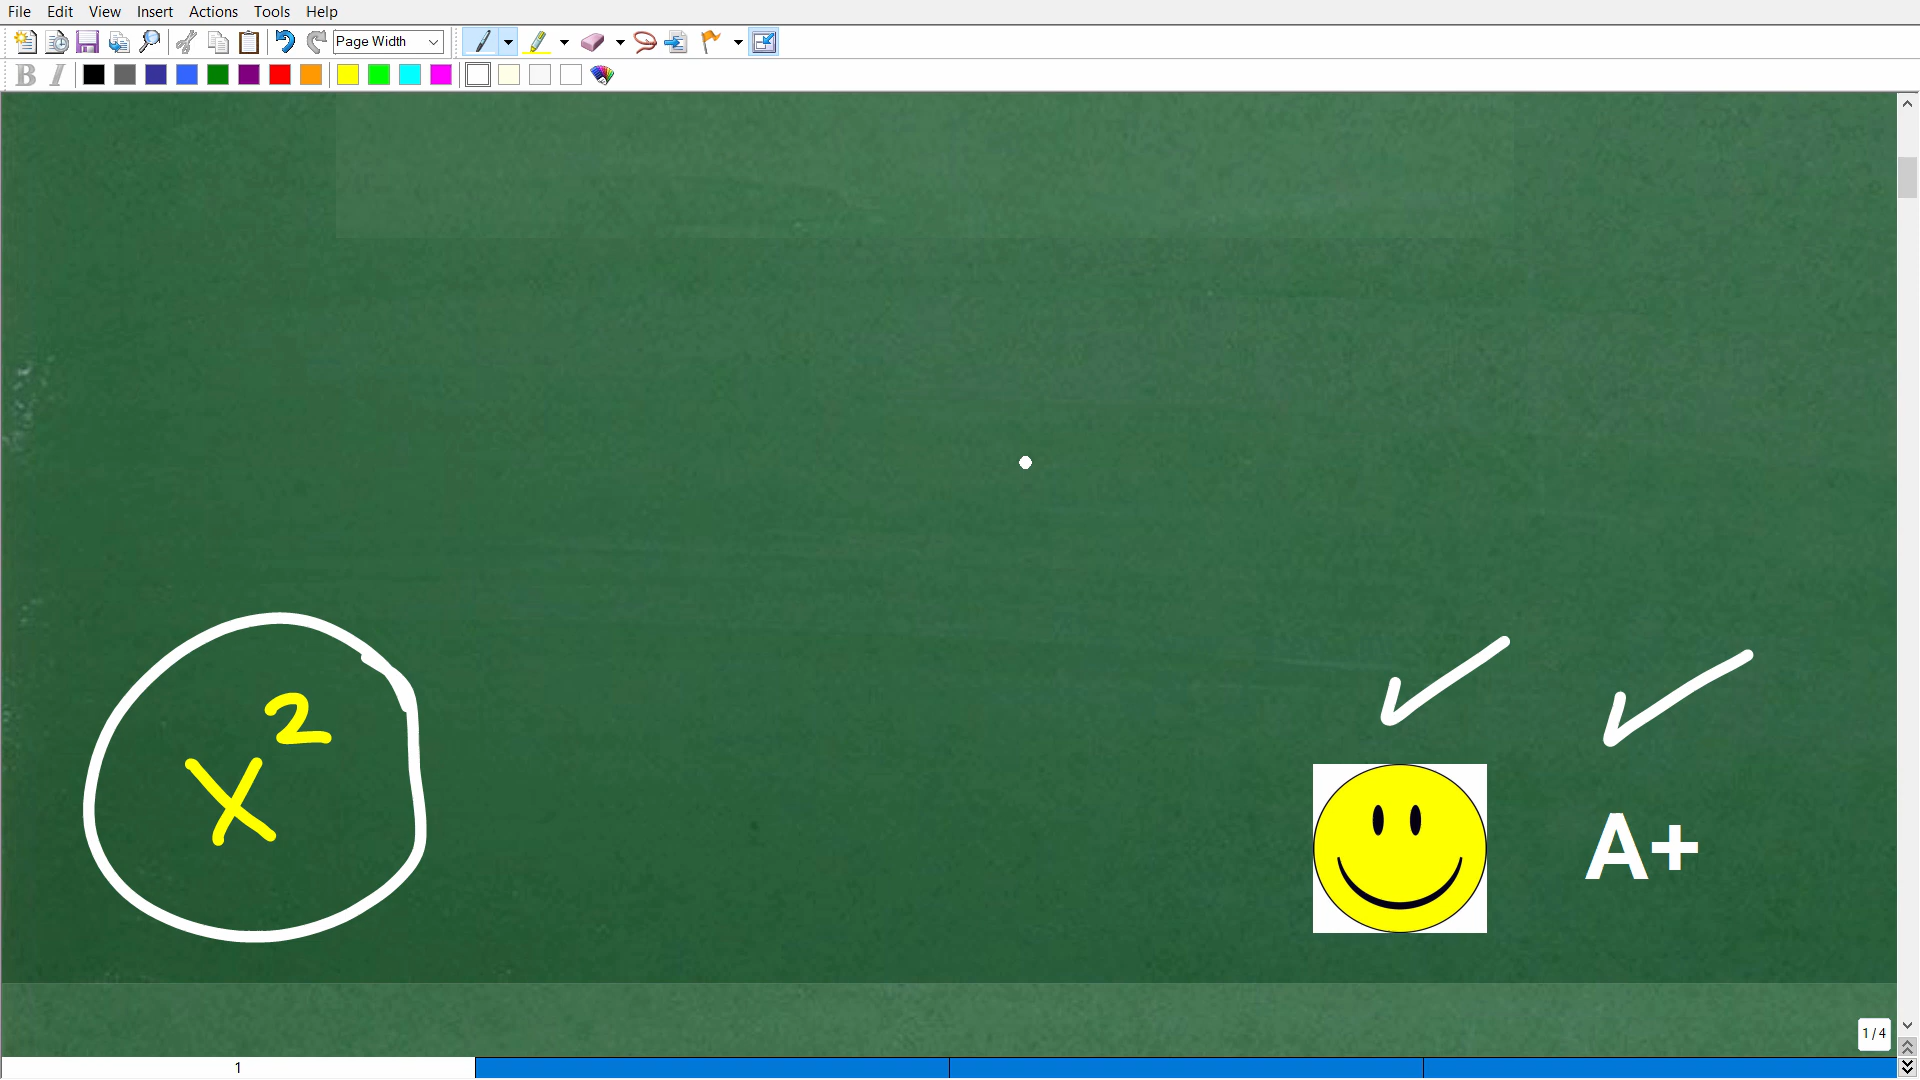 File Edit View Insert Actions Tools Help
Page Width
B I
x²
A+
1 / 4
1